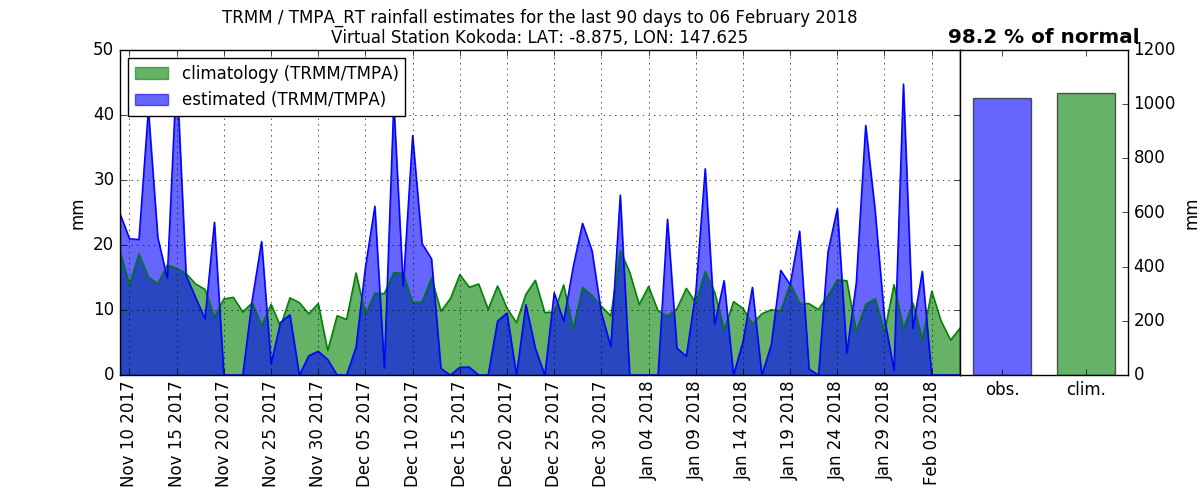 TRMM / TMPA_RT rainfall estimates for the last 90 days to 06 February 2018
Virtual Station Kokoda: LAT: -8.875, LON: 147.625
98.2 % of normal
climatology (TRMM/TMPA)
estimated (TRMM/TMPA)
mm
50
40
30
20
10
0
Nov 10 2017
Nov 15 2017
Nov 20 2017
Nov 25 2017
Nov 30 2017
Dec 05 2017
Dec 10 2017
Dec 15 2017
Dec 20 2017
Dec 25 2017
Dec 30 2017
Jan 04 2018
Jan 09 2018
Jan 14 2018
Jan 19 2018
Jan 24 2018
Jan 29 2018
Feb 03 2018
obs.
clim.
1200
1000
800
600
400
200
0
mm